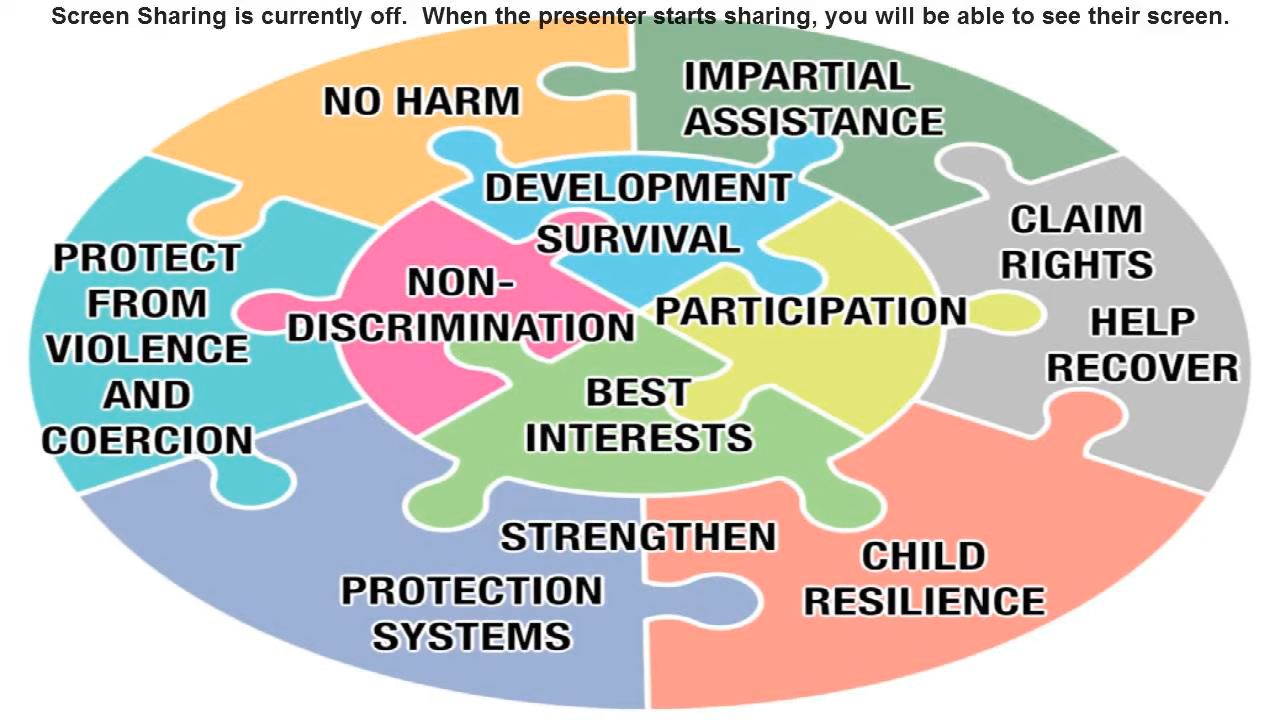 Screen Sharing is currently off.  When the presenter starts sharing, you will be able to see their screen.
NO HARM
IMPARTIAL
ASSISTANCE
DEVELOPMENT
SURVIVAL
CLAIM
RIGHTS
HELP
RECOVER
PROTECT
FROM
VIOLENCE
AND
COERCION
NON-
DISCRIMINATION
PARTICIPATION
BEST
INTERESTS
STRENGTHEN
PROTECTION
SYSTEMS
CHILD
RESILIENCE